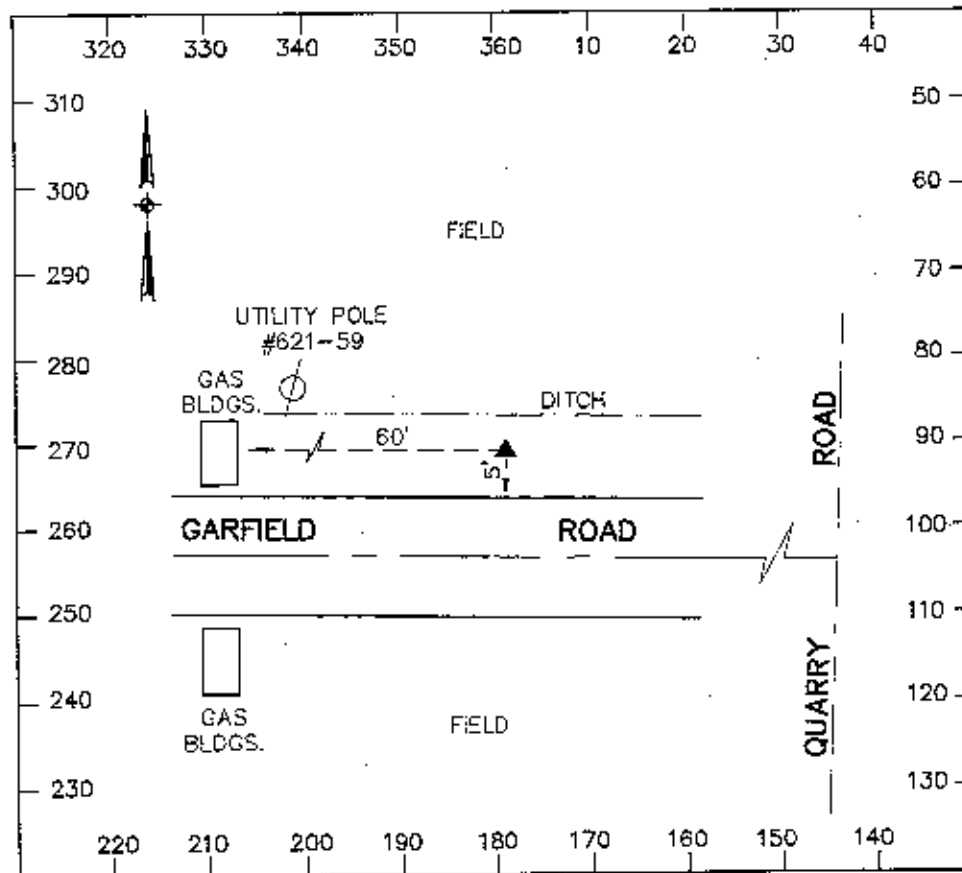 320 330 340 350 360 10 20 30 40
310 50
300 60
FIELD
290 70
UTILITY POLE
#621-59
280 80
GAS
BLDGS.
DITCH
270 60' 90
5'
ROAD
260 GARFIELD ROAD 100
250 110
QUARRY
240 120
GAS
BLDGS.
FIELD
230 130
220 210 200 190 180 170 160 150 140